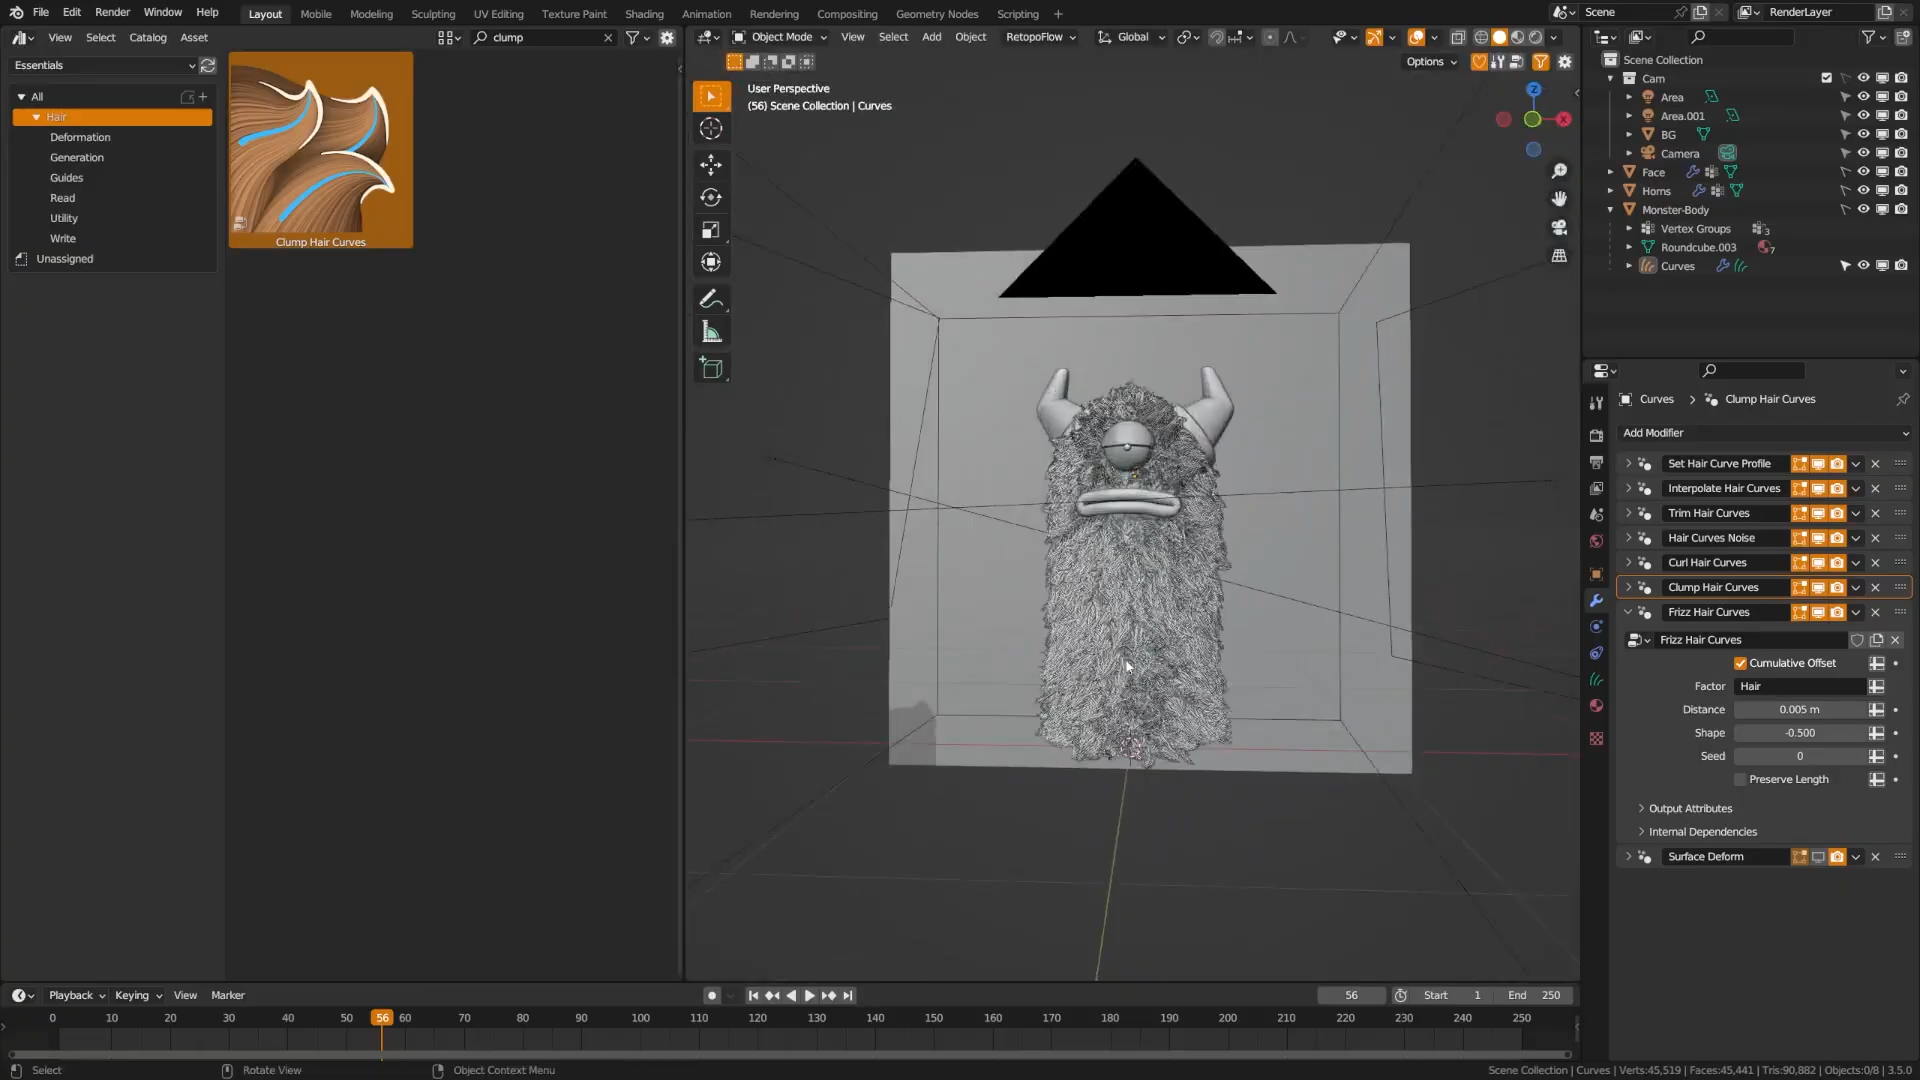 File Edit Render Window Help Layout Mobile Modeling Sculpting UV Editing Texture Paint Shading Animation Rendering Compositing Geometry Nodes Scripting Scene RenderLayer
View Select Catalog Asset clump Object Mode View Select Add Object RetopoFlow Global
Essentials
Options
All
Hair
Deformation
Generation
Guides
Read
Utility
Write
Unassigned
Clump Hair Curves
User Perspective
(56) Scene Collection | Curves
Z
X
Scene Collection
Cam
Area
Area.001
BG
Camera
Face
Horns
Monster-Body
Vertex Groups 3
Roundcube.003 7
Curves
Curves Clump Hair Curves
Add Modifier
Set Hair Curve Profile
Interpolate Hair Curves
Trim Hair Curves
Hair Curves Noise
Curl Hair Curves
Clump Hair Curves
Frizz Hair Curves
Frizz Hair Curves
Cumulative Offset
Factor Hair
Distance 0.005 m
Shape -0.500
Seed 0
Preserve Length
Output Attributes
Internal Dependencies
Surface Deform
Playback Keying View Marker 56 Start 1 End 250
0 10 20 30 40 50 56 60 70 80 90 100 110 120 130 140 150 160 170 180 190 200 210 220 230 240 250
Select Rotate View Object Context Menu Scene Collection | Curves | Verts:45,519 | Faces:45,441 | Tris:90,882 | Objects:0/8 | 3.5.0